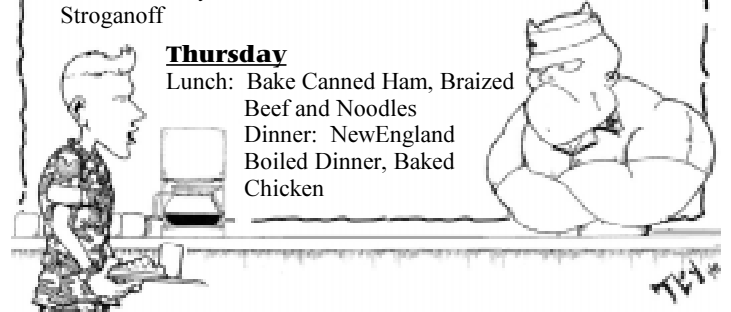 Stroganoff
Thursday
Lunch:  Bake Canned Ham, Braized
Beef and Noodles
Dinner:  NewEngland
Boiled Dinner, Baked
Chicken